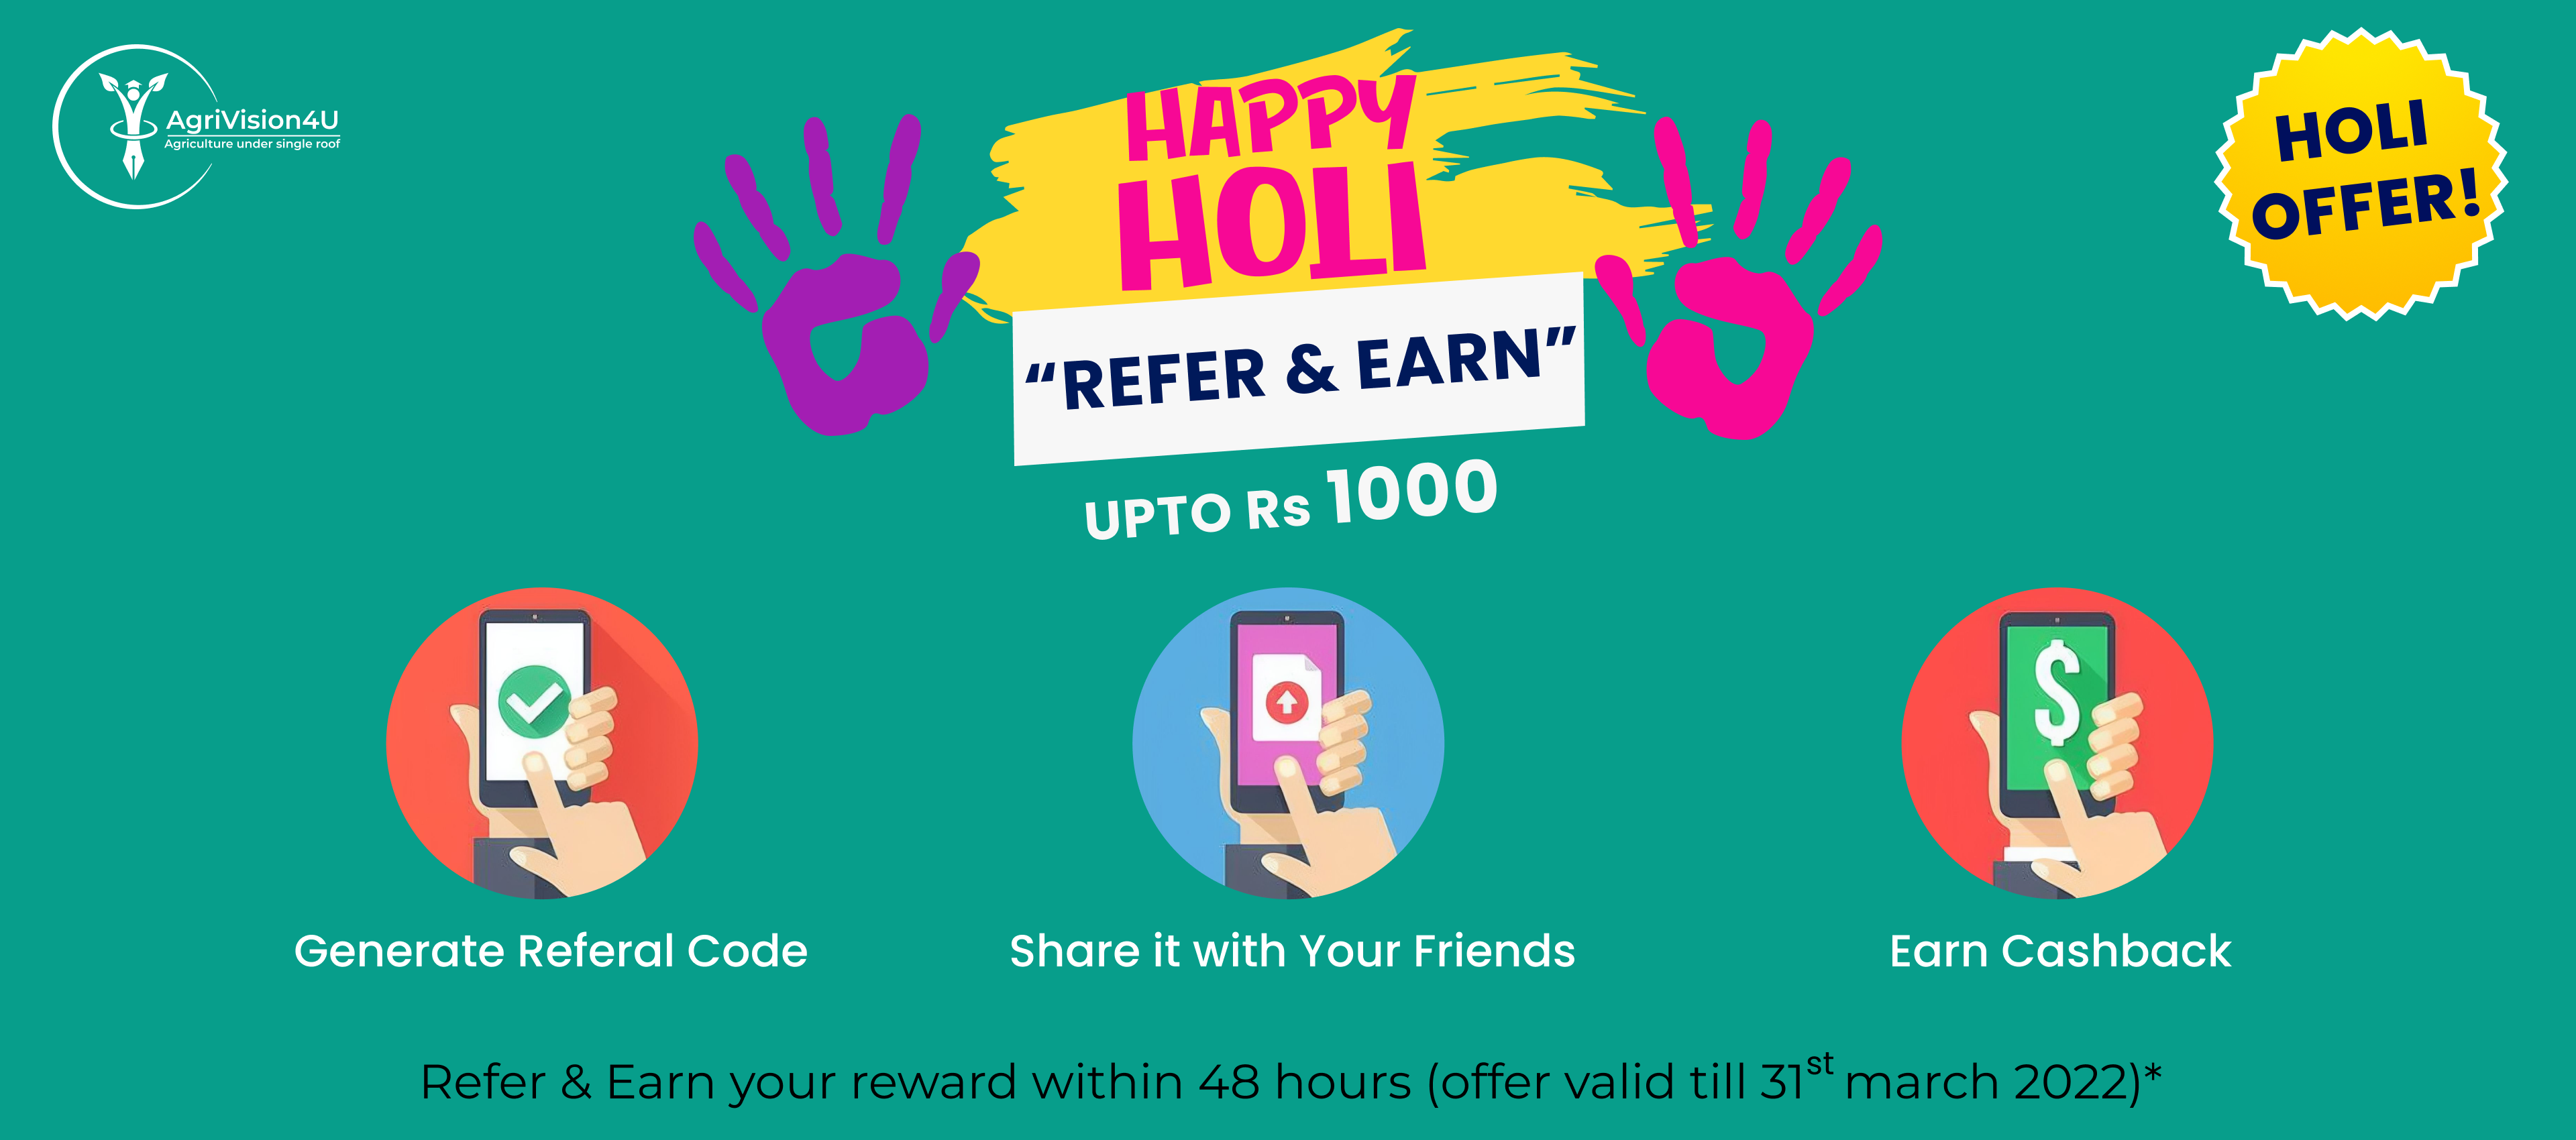 AgriVision4U
Agriculture under single roof
HAPPY
HOLI
HOLI
OFFER!
“REFER & EARN”
UPTO Rs 1000
Generate Referal Code
Share it with Your Friends
Earn Cashback
Refer & Earn your reward within 48 hours (offer valid till 31st march 2022)*